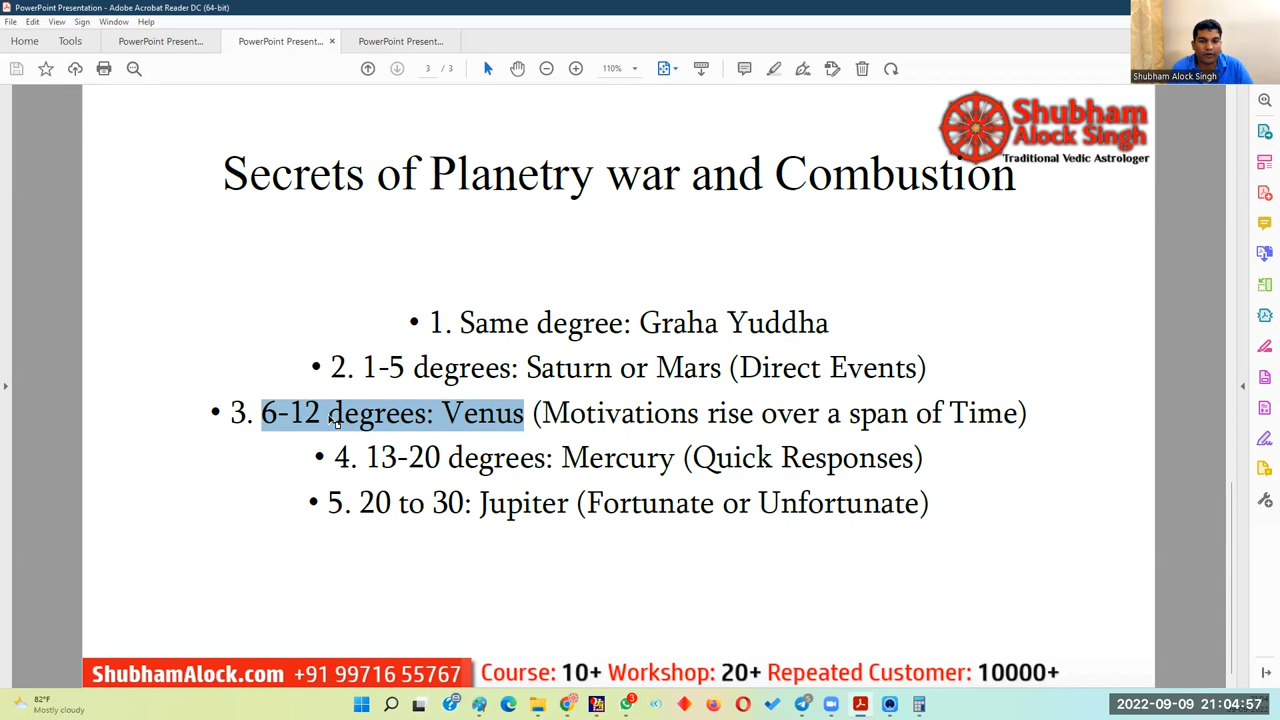 PowerPoint Presentation - Adobe Acrobat Reader DC (64-bit)
File Edit View Sign Window Help
Home Tools PowerPoint Present... PowerPoint Present... × PowerPoint Present...
3 / 3 110%
Shubham Alock Singh
Shubham
Alock Singh
Traditional Vedic Astrologer
Secrets of Planetry war and Combustion
• 1. Same degree: Graha Yuddha
• 2. 1-5 degrees: Saturn or Mars (Direct Events)
• 3. 6-12 degrees: Venus (Motivations rise over a span of Time)
• 4. 13-20 degrees: Mercury (Quick Responses)
• 5. 20 to 30: Jupiter (Fortunate or Unfortunate)
ShubhamAlock.com +91 99716 55767 Course: 10+ Workshop: 20+ Repeated Customer: 10000+
82°F
Mostly cloudy
3
2022-09-09 21:04:57